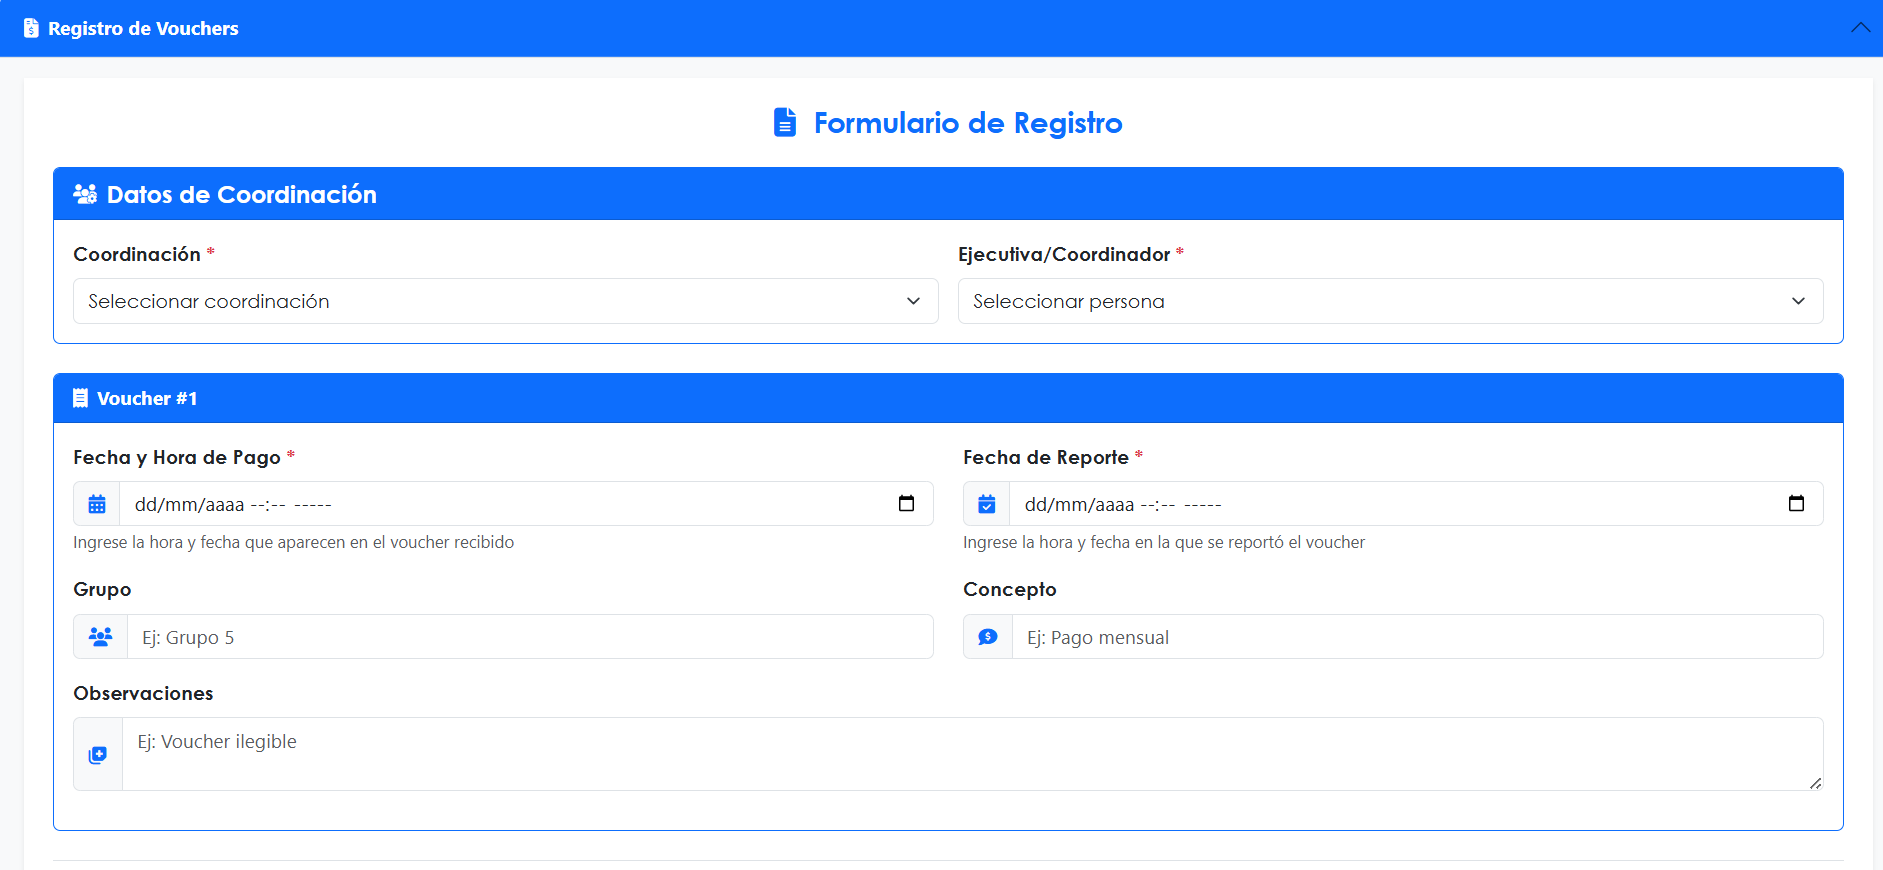 Registro de Vouchers
Formulario de Registro
Datos de Coordinación
Coordinación *
Ejecutiva/Coordinador *
Seleccionar coordinación
Seleccionar persona
Voucher #1
Fecha y Hora de Pago *
Fecha de Reporte *
dd/mm/aaaa --:-- -----
dd/mm/aaaa --:-- -----
Ingrese la hora y fecha que aparecen en el voucher recibido
Ingrese la hora y fecha en la que se reportó el voucher
Grupo
Concepto
Ej: Grupo 5
Ej: Pago mensual
Observaciones
Ej: Voucher ilegible